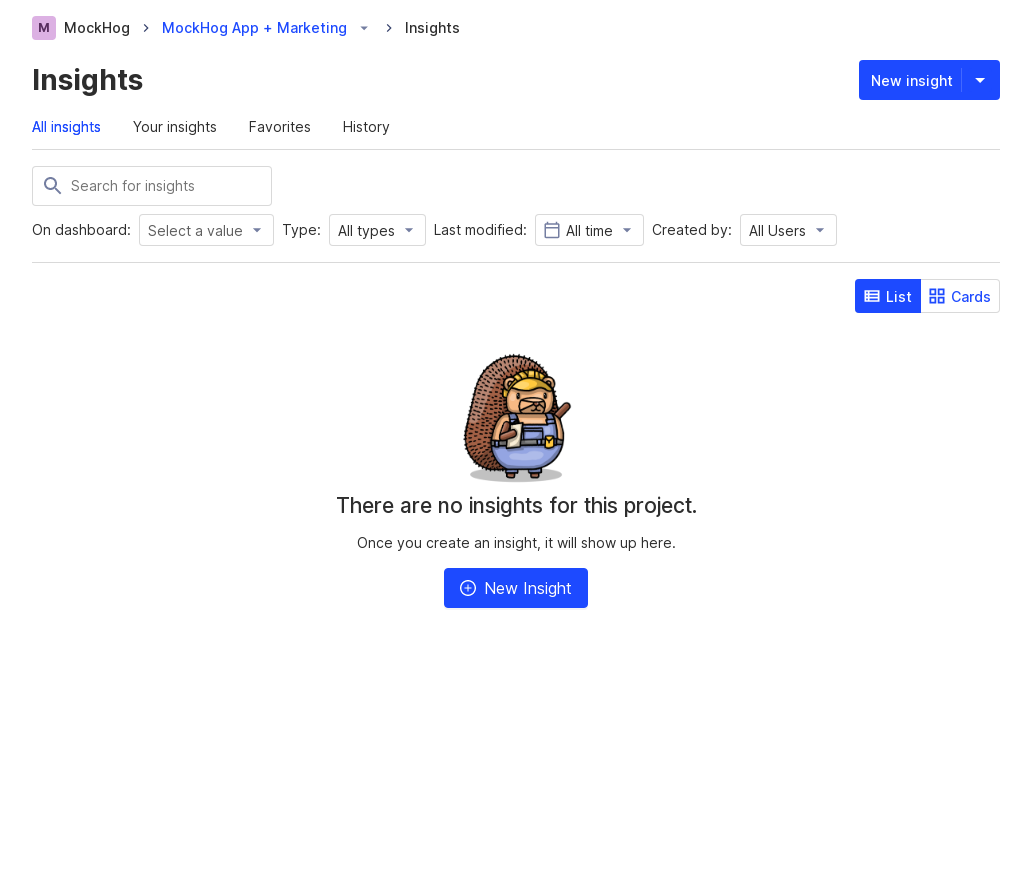 M MockHog MockHog App + Marketing Insights
Insights
New insight
All insights Your insights Favorites History
Search for insights
On dashboard: Select a value Type: All types Last modified: All time Created by: All Users
List Cards
There are no insights for this project.
Once you create an insight, it will show up here.
New Insight